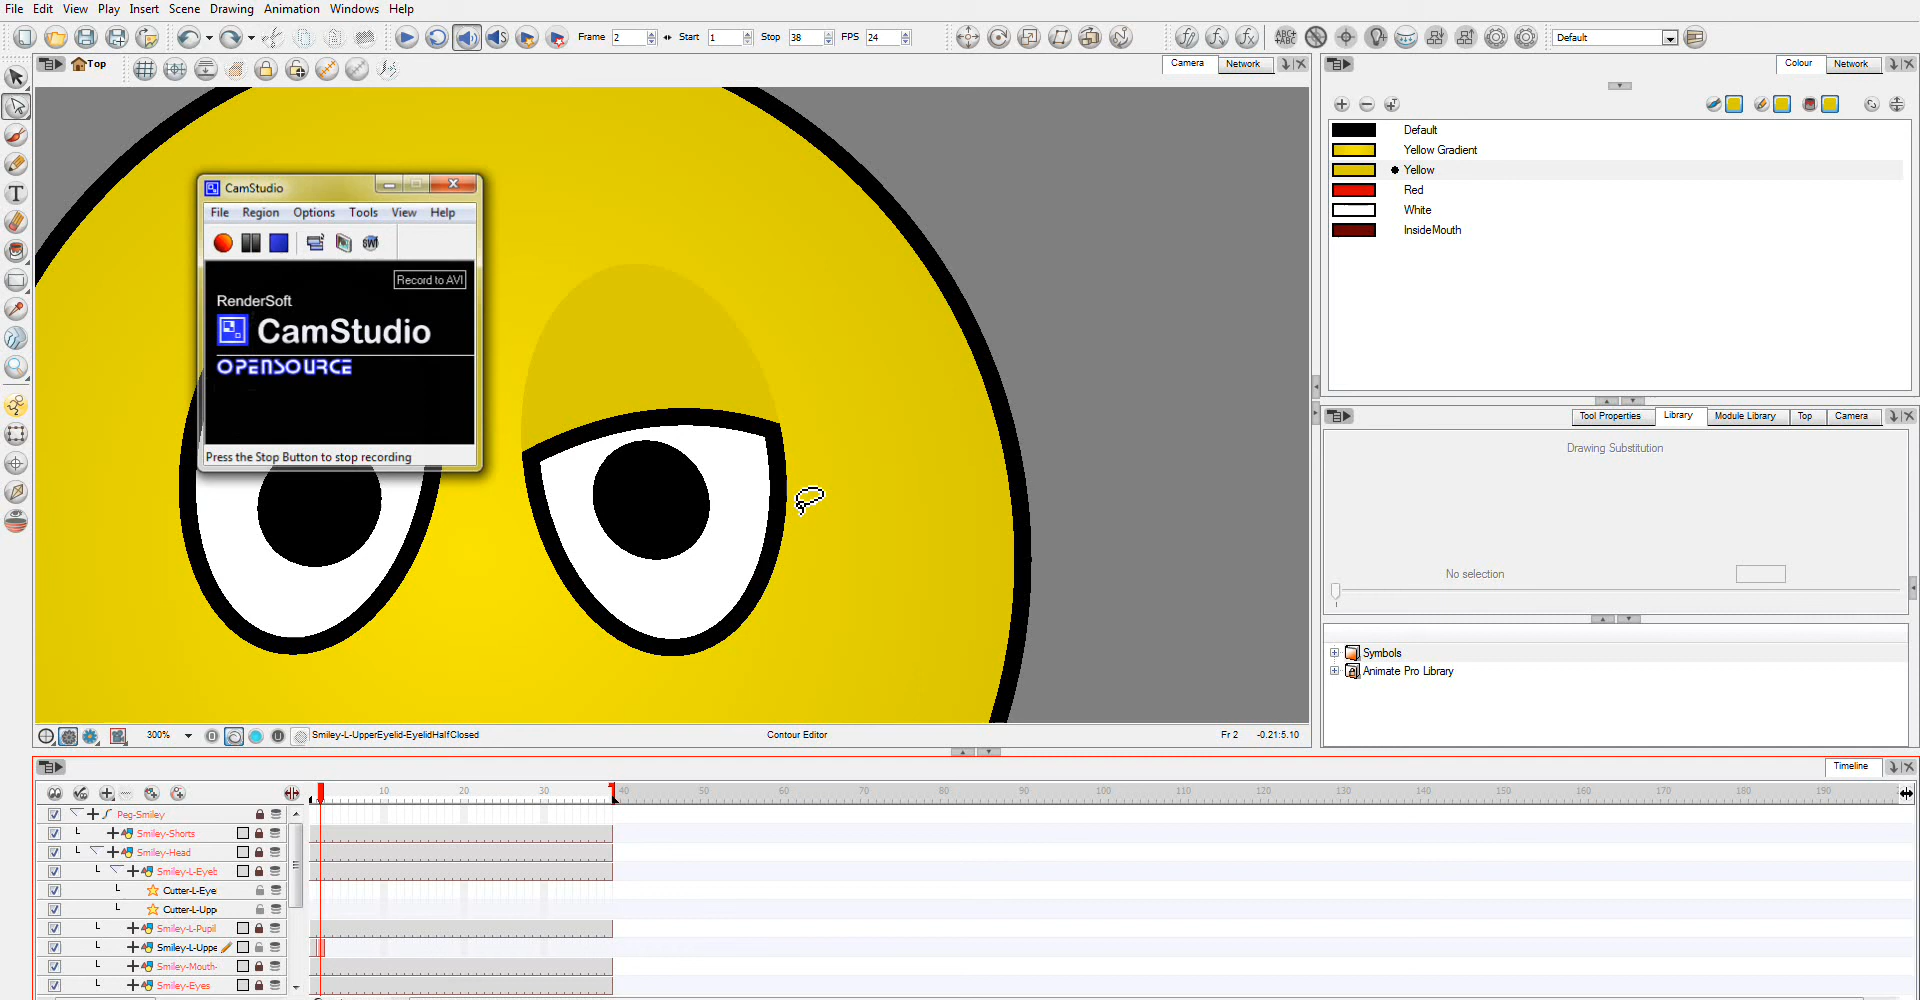 File Edit View Play Insert Scene Drawing Animation Windows Help
Frame 2 Start 1 Stop 38 FPS 24 Default
Top Camera Network
Colour Network
Default
Yellow Gradient
Yellow
Red
White
InsideMouth
CamStudio
File Region Options Tools View Help
Record to AVI
RenderSoft
CamStudio
OPENSOURCE
Press the Stop Button to stop recording
Tool Properties Library Module Library Top Camera
Drawing Substitution
No selection
Symbols
Animate Pro Library
300% Smiley-L-UpperEyelid-EyelidHalfClosed Contour Editor Fr 2 -0.21:5.10
Timeline
10 20 30 40 50 60 70 80 90 100 110 120 130 140 150 160 170 180 190
Peg-Smiley
Smiley-Shorts
Smiley-Head
Smiley-L-Eyeb
Cutter-L-Eye
Cutter-L-Upp
Smiley-L-Pupil
Smiley-L-Uppe
Smiley-Mouth-
Smiley-Eyes